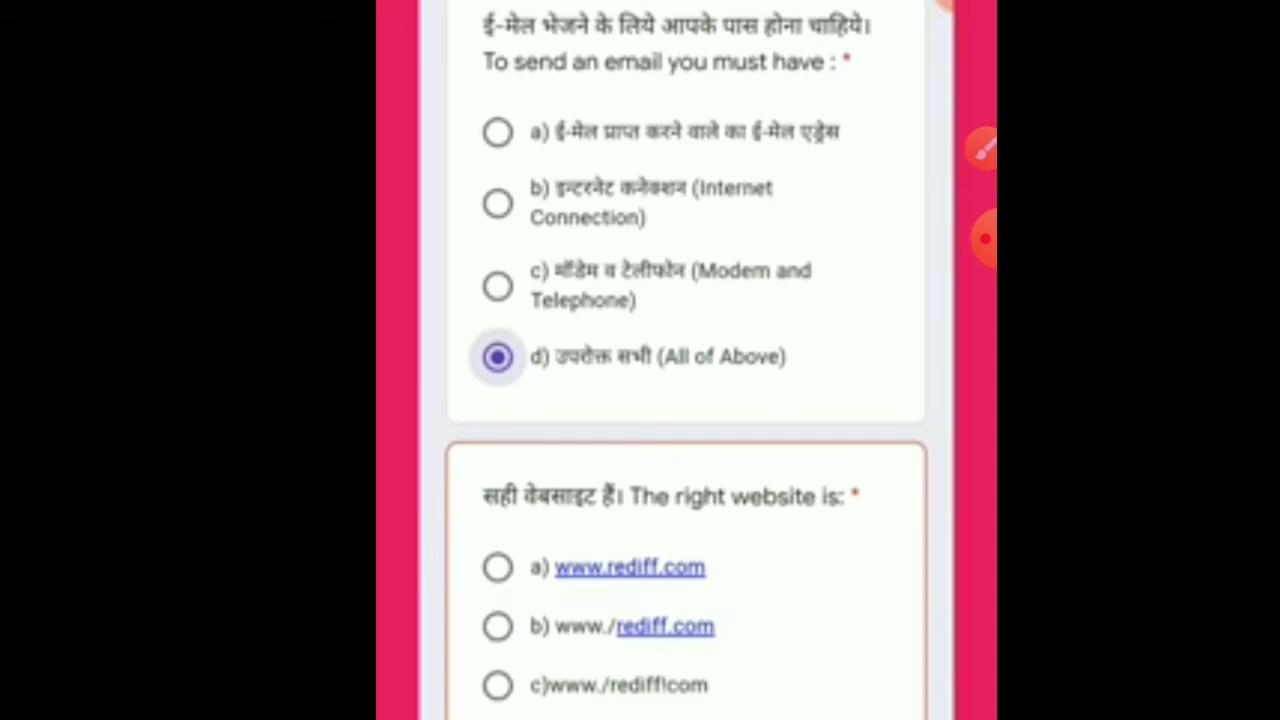 ई-मेल भेजने के लिये आपके पास होना चाहिये।
To send an email you must have : *
a) ई-मेल प्राप्त करने वाले का ई-मेल एड्रेस
b) इन्टरनेट कनेक्शन (Internet
Connection)
c) मॉडेम व टेलीफोन (Modem and
Telephone)
d) उपरोक्त सभी (All of Above)
सही वेबसाइट हैं। The right website is: *
a) www.rediff.com
b) www./rediff.com
c)www./rediff!com